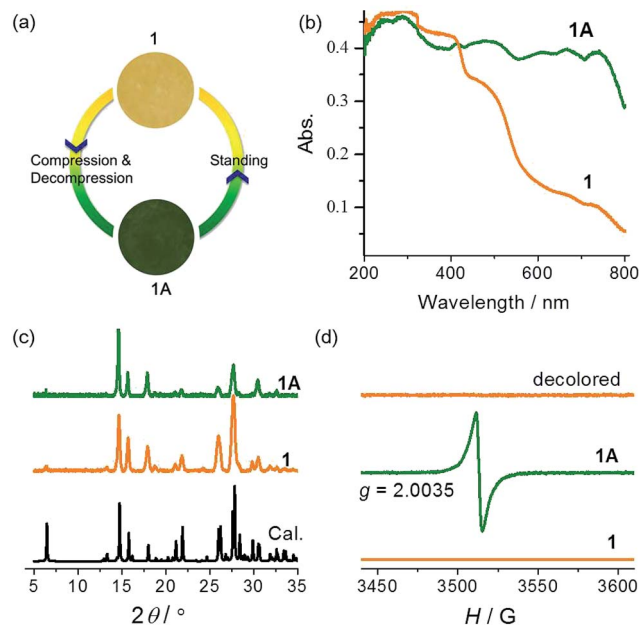 (a)
1
Compression &
Decompression
Standing
1A
(b)
1A
1
Abs.
0.4
0.3
0.2
0.1
200 400 600 800
Wavelength / nm
(c)
1A
1
Cal.
5 10 15 20 25 30 35
2θ / °
(d)
decolored
1A
g = 2.0035
1
3450 3500 3550 3600
H / G